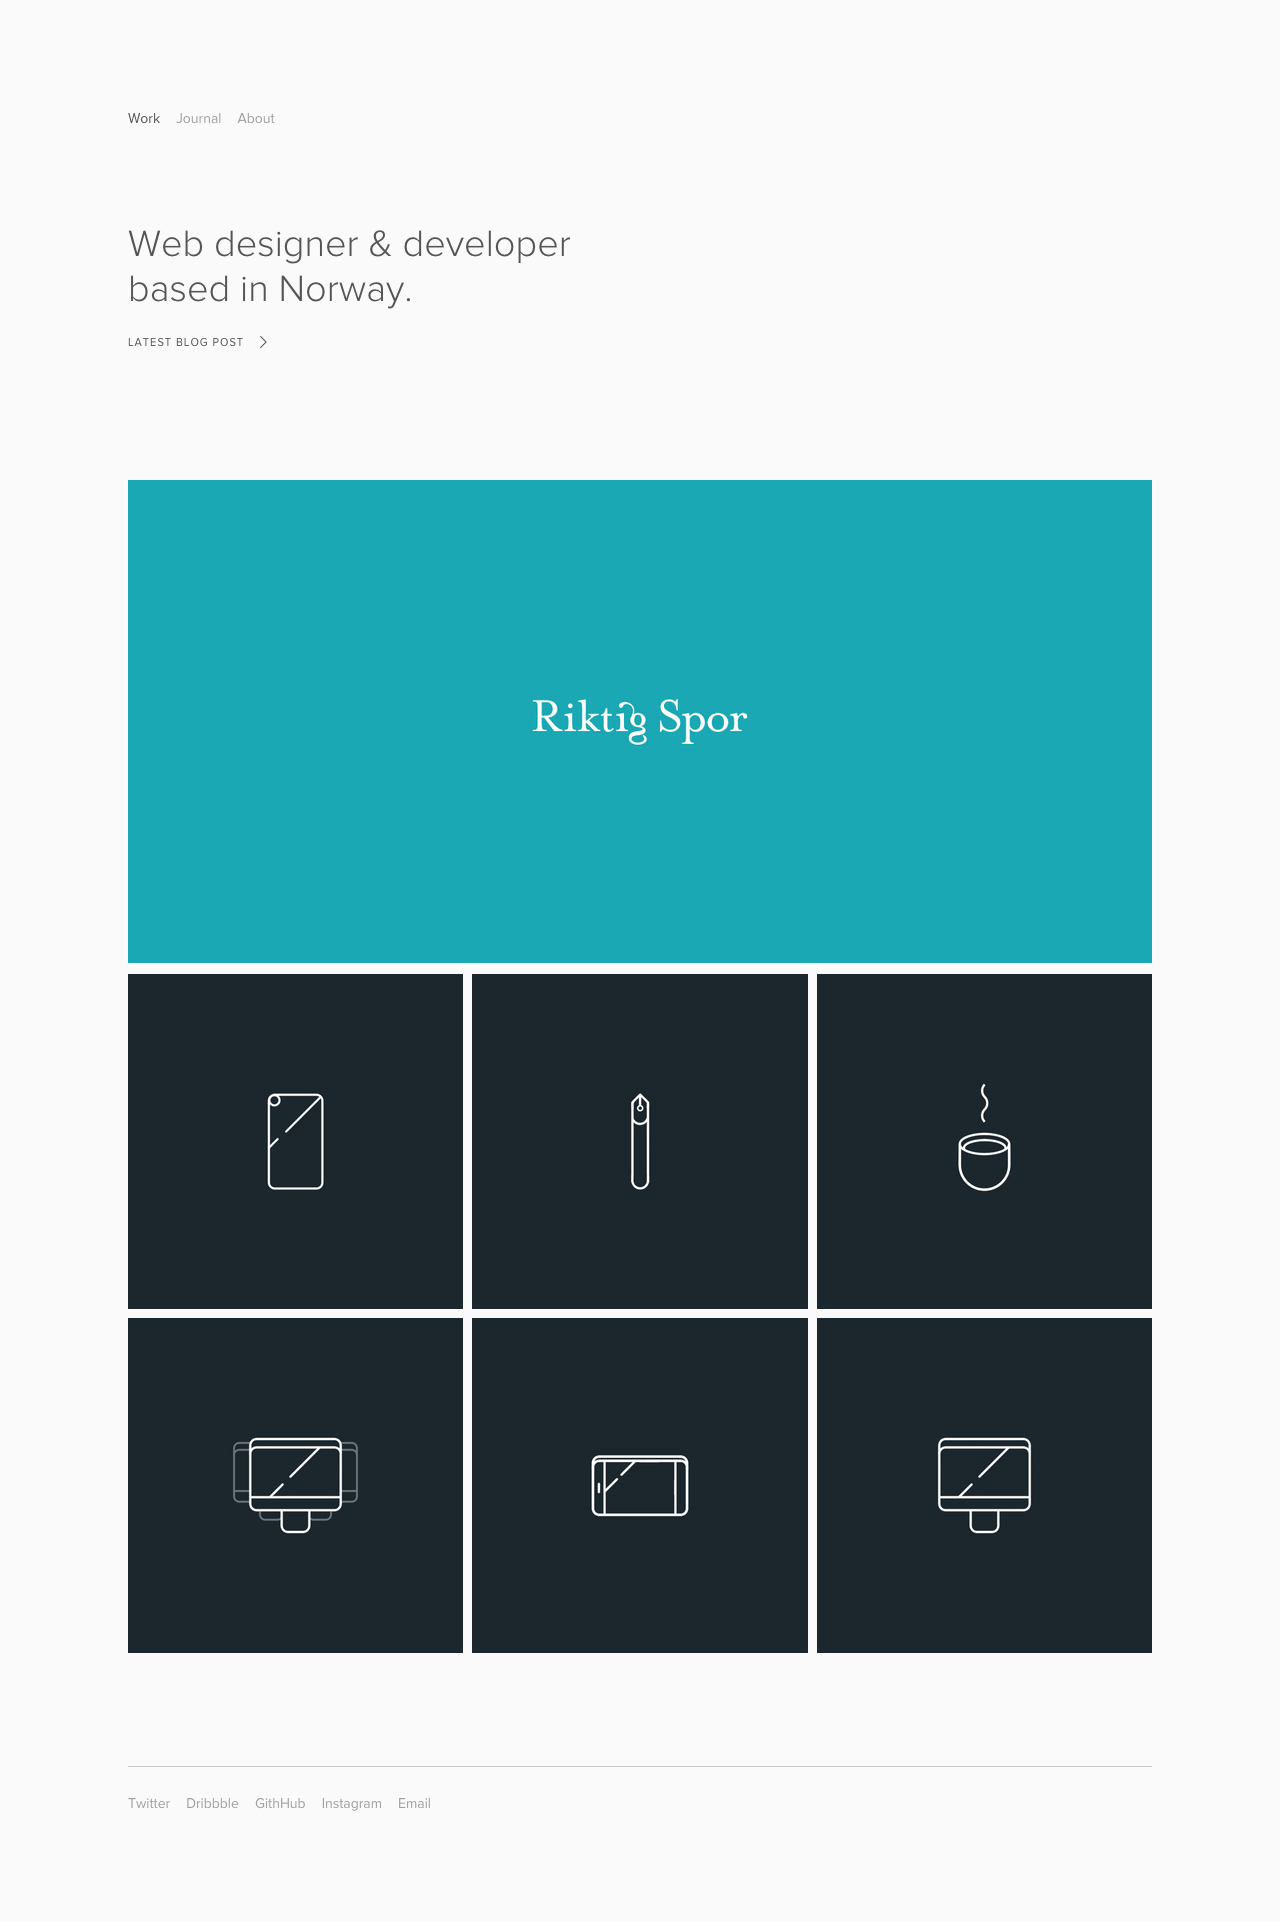 Work Journal About
Web designer & developer
based in Norway.
LATEST BLOG POST
Riktig Spor
Twitter Dribbble GithHub Instagram Email